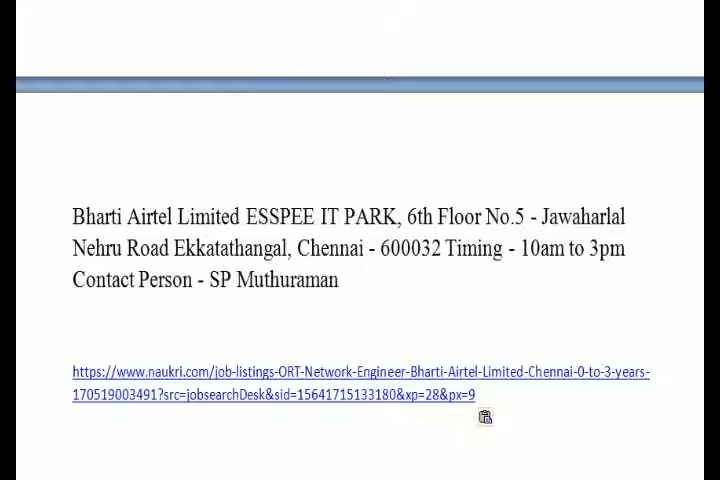 Bharti Airtel Limited ESSPEE IT PARK, 6th Floor No.5 - Jawaharlal
Nehru Road Ekkatathangal, Chennai - 600032 Timing - 10am to 3pm
Contact Person - SP Muthuraman
https://www.naukri.com/job-listings-ORT-Network-Engineer-Bharti-Airtel-Limited-Chennai-0-to-3-years-
170519003491?src=jobsearchDesk&sid=15641715133180&xp=28&px=9